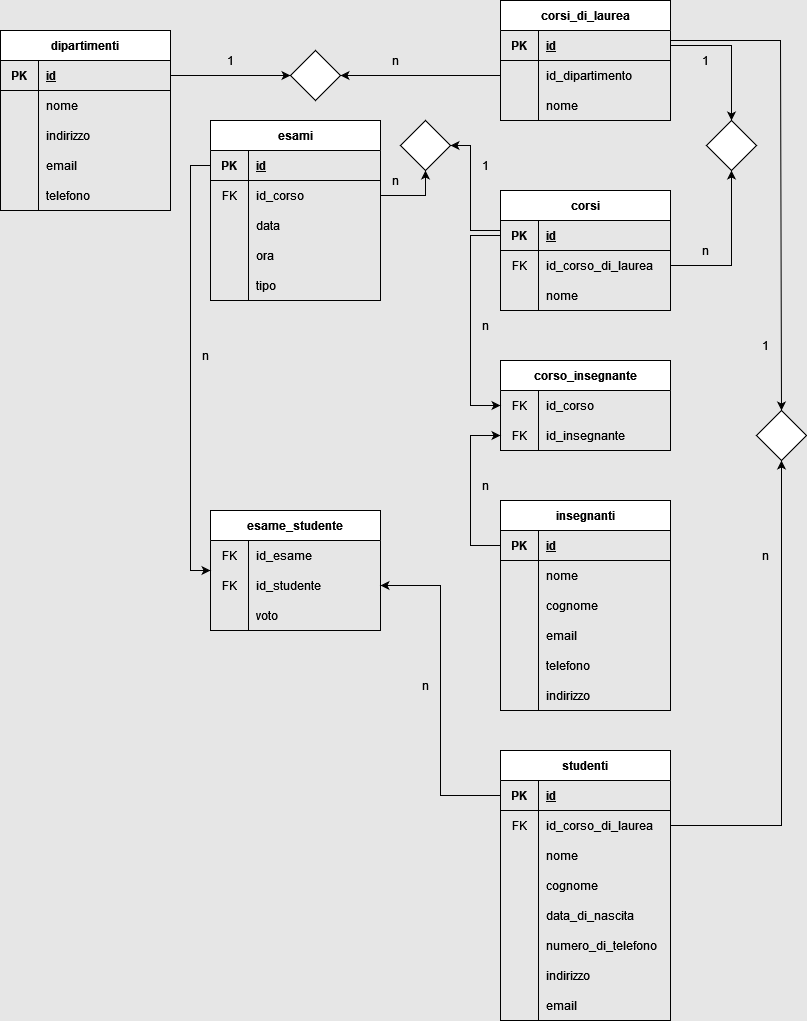 corsi_di_laurea
PK id
id_dipartimento
nome
dipartimenti
PK id
nome
indirizzo
email
telefono
1
n
1
esami
PK id
FK id_corso
data
ora
tipo
n
1
corsi
PK id
FK id_corso_di_laurea
nome
n
n
n
1
corso_insegnante
FK id_corso
FK id_insegnante
n
insegnanti
PK id
nome
cognome
email
telefono
indirizzo
esame_studente
FK id_esame
FK id_studente
voto
n
n
studenti
PK id
FK id_corso_di_laurea
nome
cognome
data_di_nascita
numero_di_telefono
indirizzo
email